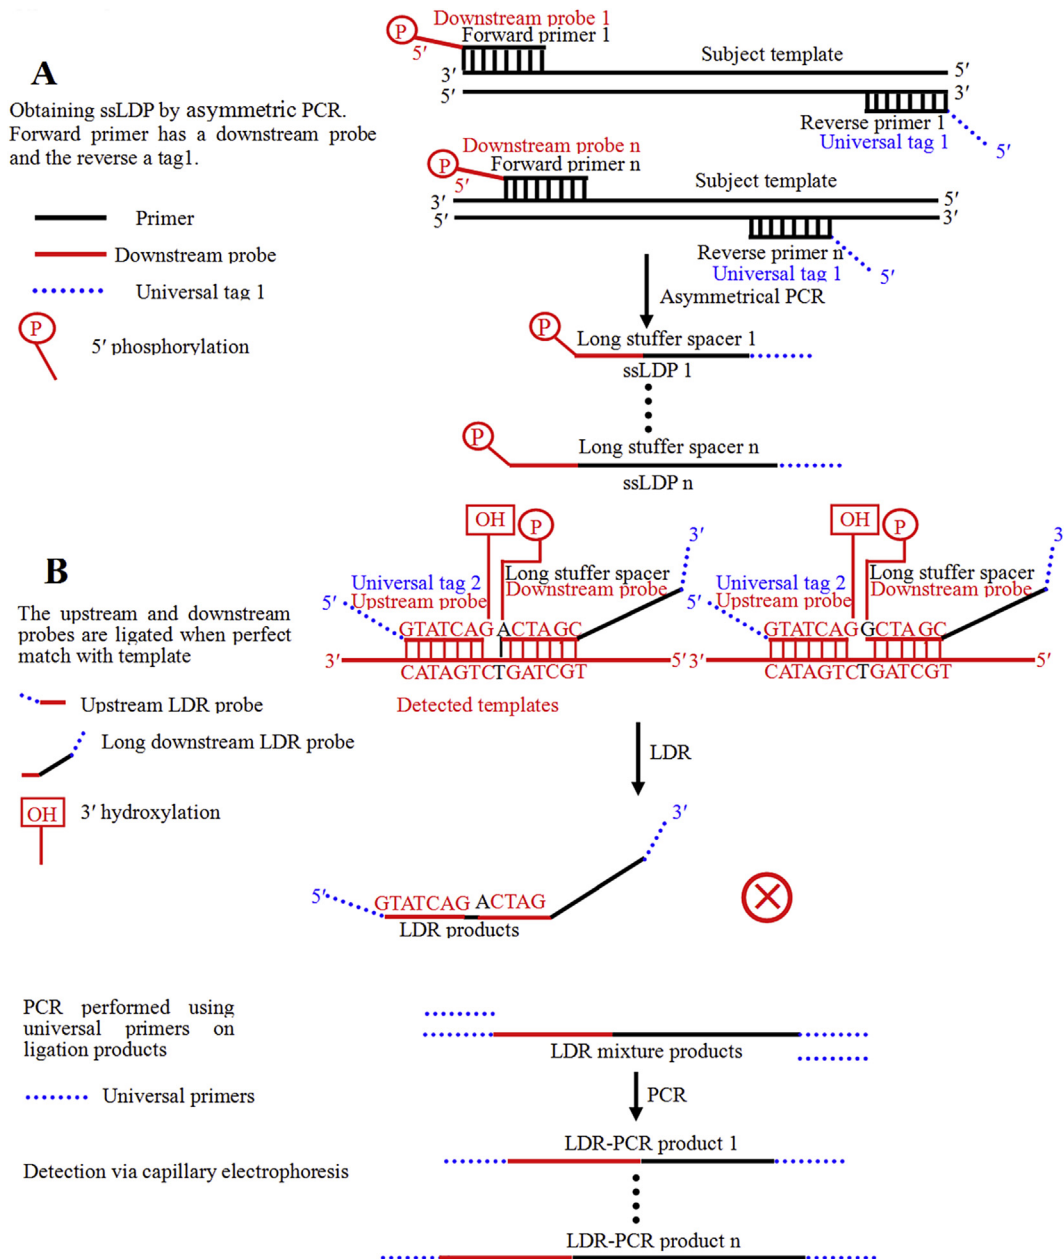 Downstream probe 1
P
Forward primer 1
5′
A
Subject template
3′
5′
5′
3′
Obtaining ssLDP by asymmetric PCR.
Forward primer has a downstream probe
and the reverse a tag1.
Reverse primer 1
Universal tag 1
5′
Downstream probe n
P
Forward primer n
5′
Subject template
3′
5′
5′
3′
Primer
Reverse primer n
Downstream probe
Universal tag 1
5′
Universal tag 1
Asymmetrical PCR
P
5′ phosphorylation
P
Long stuffer spacer 1
ssLDP 1
P
Long stuffer spacer n
ssLDP n
OH
P
OH
P
3′
3′
B
Long stuffer spacer
Universal tag 2
Downstream probe
5′
Upstream probe
Long stuffer spacer
Universal tag 2
Downstream probe
5′
Upstream probe
The upstream and downstream
probes are ligated when perfect
match with template
GTATCAG ACTAGC
GTATCAG GCTAGC
3′
5′
3′
5′
CATAGTCTGATCGT
CATAGTCTGATCGT
Upstream LDR probe
Detected templates
Long downstream LDR probe
LDR
OH
3′ hydroxylation
3′
5′
GTATCAG ACTAG
LDR products
PCR performed using
universal primers on
ligation products
LDR mixture products
Universal primers
PCR
LDR-PCR product 1
Detection via capillary electrophoresis
LDR-PCR product n